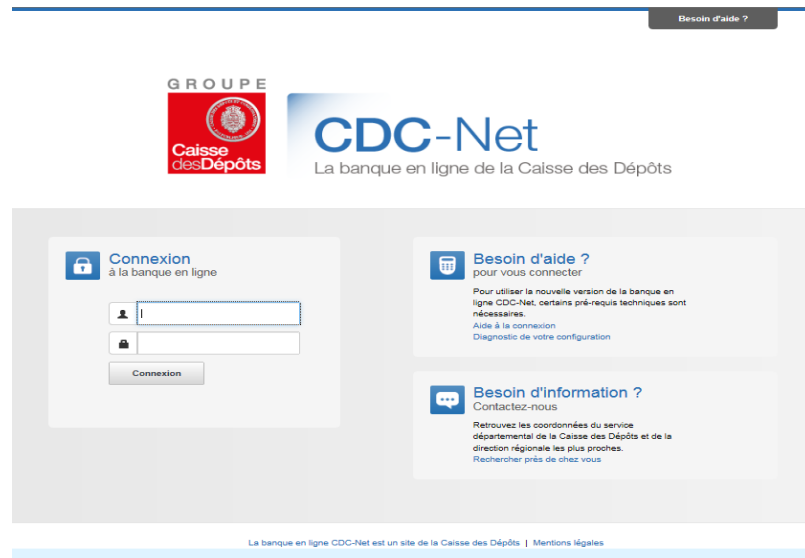 Besoin d'aide ?
GROUPE
Caisse
desDépôts
CDC-Net
La banque en ligne de la Caisse des Dépôts
Connexion
à la banque en ligne
Connexion
Besoin d'aide ?
pour vous connecter
Pour utiliser la nouvelle version de la banque en
ligne CDC-Net, certains pré-requis techniques sont
nécessaires.
Aide à la connexion
Diagnostic de votre configuration
Besoin d'information ?
Contactez-nous
Retrouvez les coordonnées du service
départemental de la Caisse des Dépôts et de la
direction régionale les plus proches.
Rechercher près de chez vous
La banque en ligne CDC-Net est un site de la Caisse des Dépôts | Mentions légales